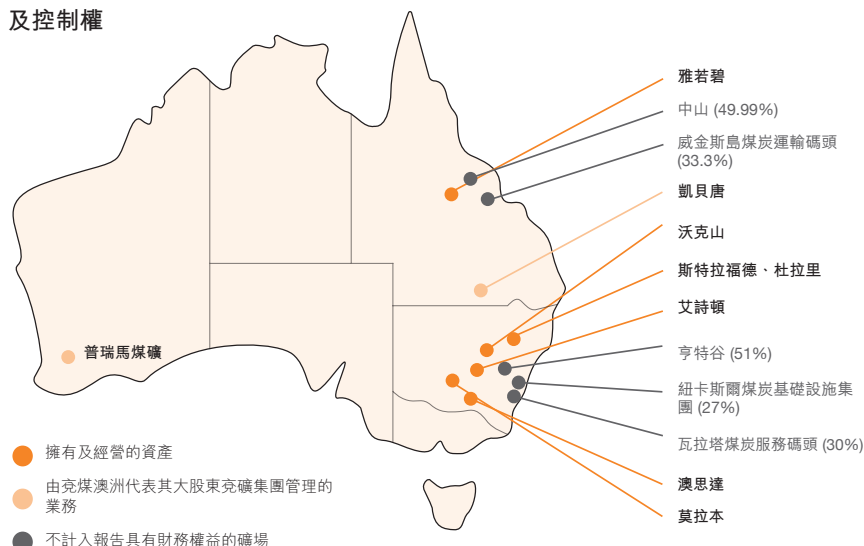 及控制權
雅若碧
中山 (49.99%)
威金斯島煤炭運輸碼頭
(33.3%)
凱貝唐
沃克山
斯特拉福德、杜拉里
艾詩頓
亨特谷 (51%)
紐卡斯爾煤炭基礎設施集
團 (27%)
瓦拉塔煤炭服務碼頭 (30%)
澳思達
莫拉本
普瑞馬煤礦
擁有及經營的資產
由兗煤澳洲代表其大股東兗礦集團管理的
業務
不計入報告具有財務權益的礦場